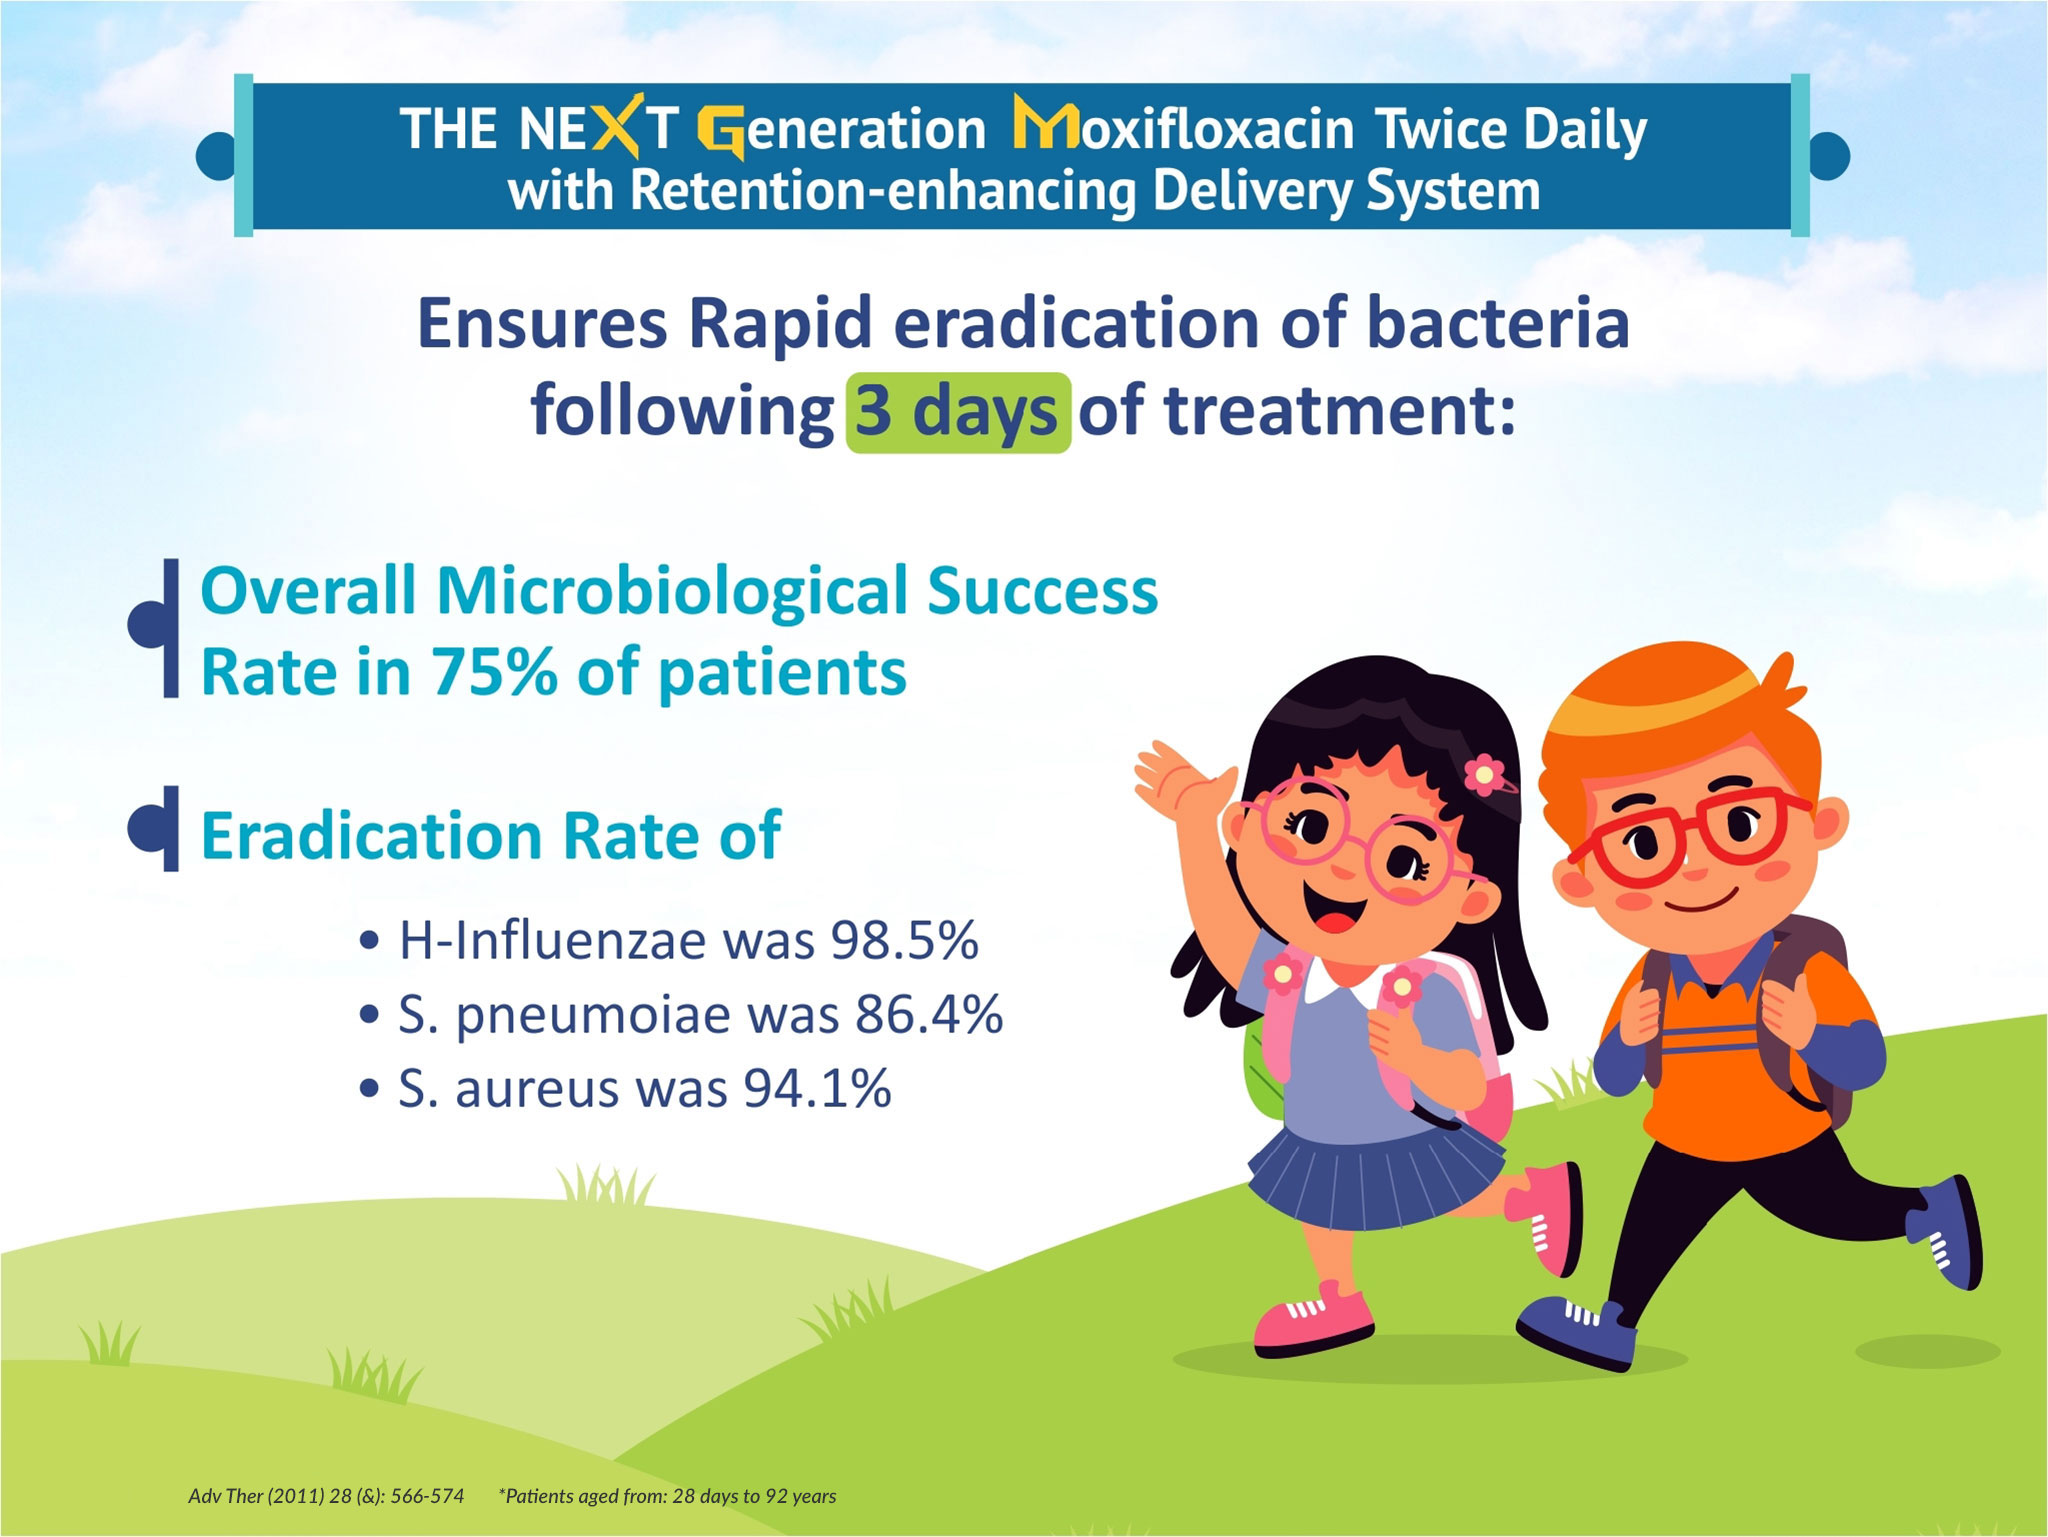 THE NEXT Generation Moxifloxacin Twice Daily
with Retention-enhancing Delivery System
Ensures Rapid eradication of bacteria
following 3 days of treatment:
Overall Microbiological Success
Rate in 75% of patients
Eradication Rate of
• H-Influenzae was 98.5%
• S. pneumoiae was 86.4%
• S. aureus was 94.1%
Adv Ther (2011) 28 (&): 566-574 *Patients aged from: 28 days to 92 years